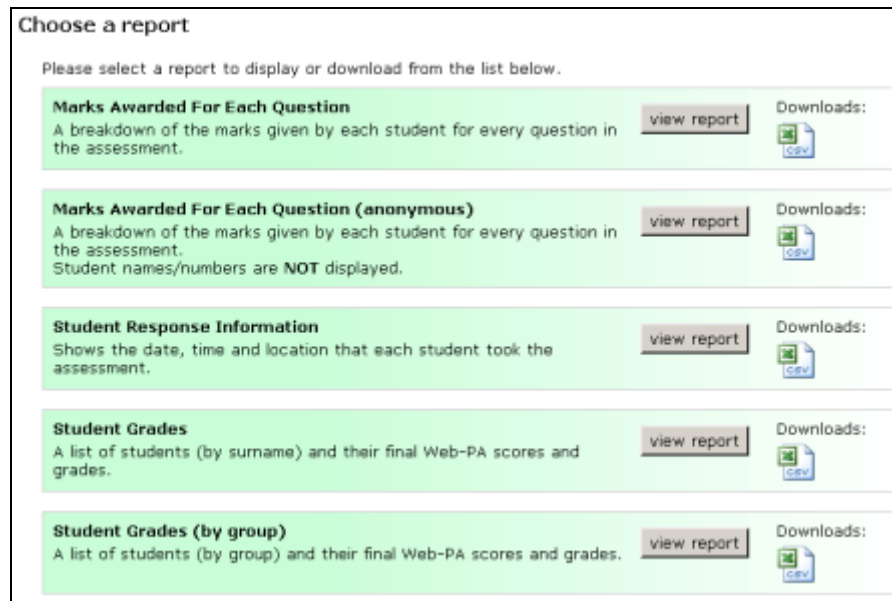 Choose a report
Please select a report to display or download from the list below.
Marks Awarded For Each Question
A breakdown of the marks given by each student for every question in
the assessment.
view report
Downloads:
CSV
Marks Awarded For Each Question (anonymous)
A breakdown of the marks given by each student for every question in
the assessment.
Student names/numbers are NOT displayed.
view report
Downloads:
CSV
Student Response Information
Shows the date, time and location that each student took the
assessment.
view report
Downloads:
CSV
Student Grades
A list of students (by surname) and their final Web-PA scores and
grades.
view report
Downloads:
CSV
Student Grades (by group)
A list of students (by group) and their final Web-PA scores and grades.
view report
Downloads:
CSV